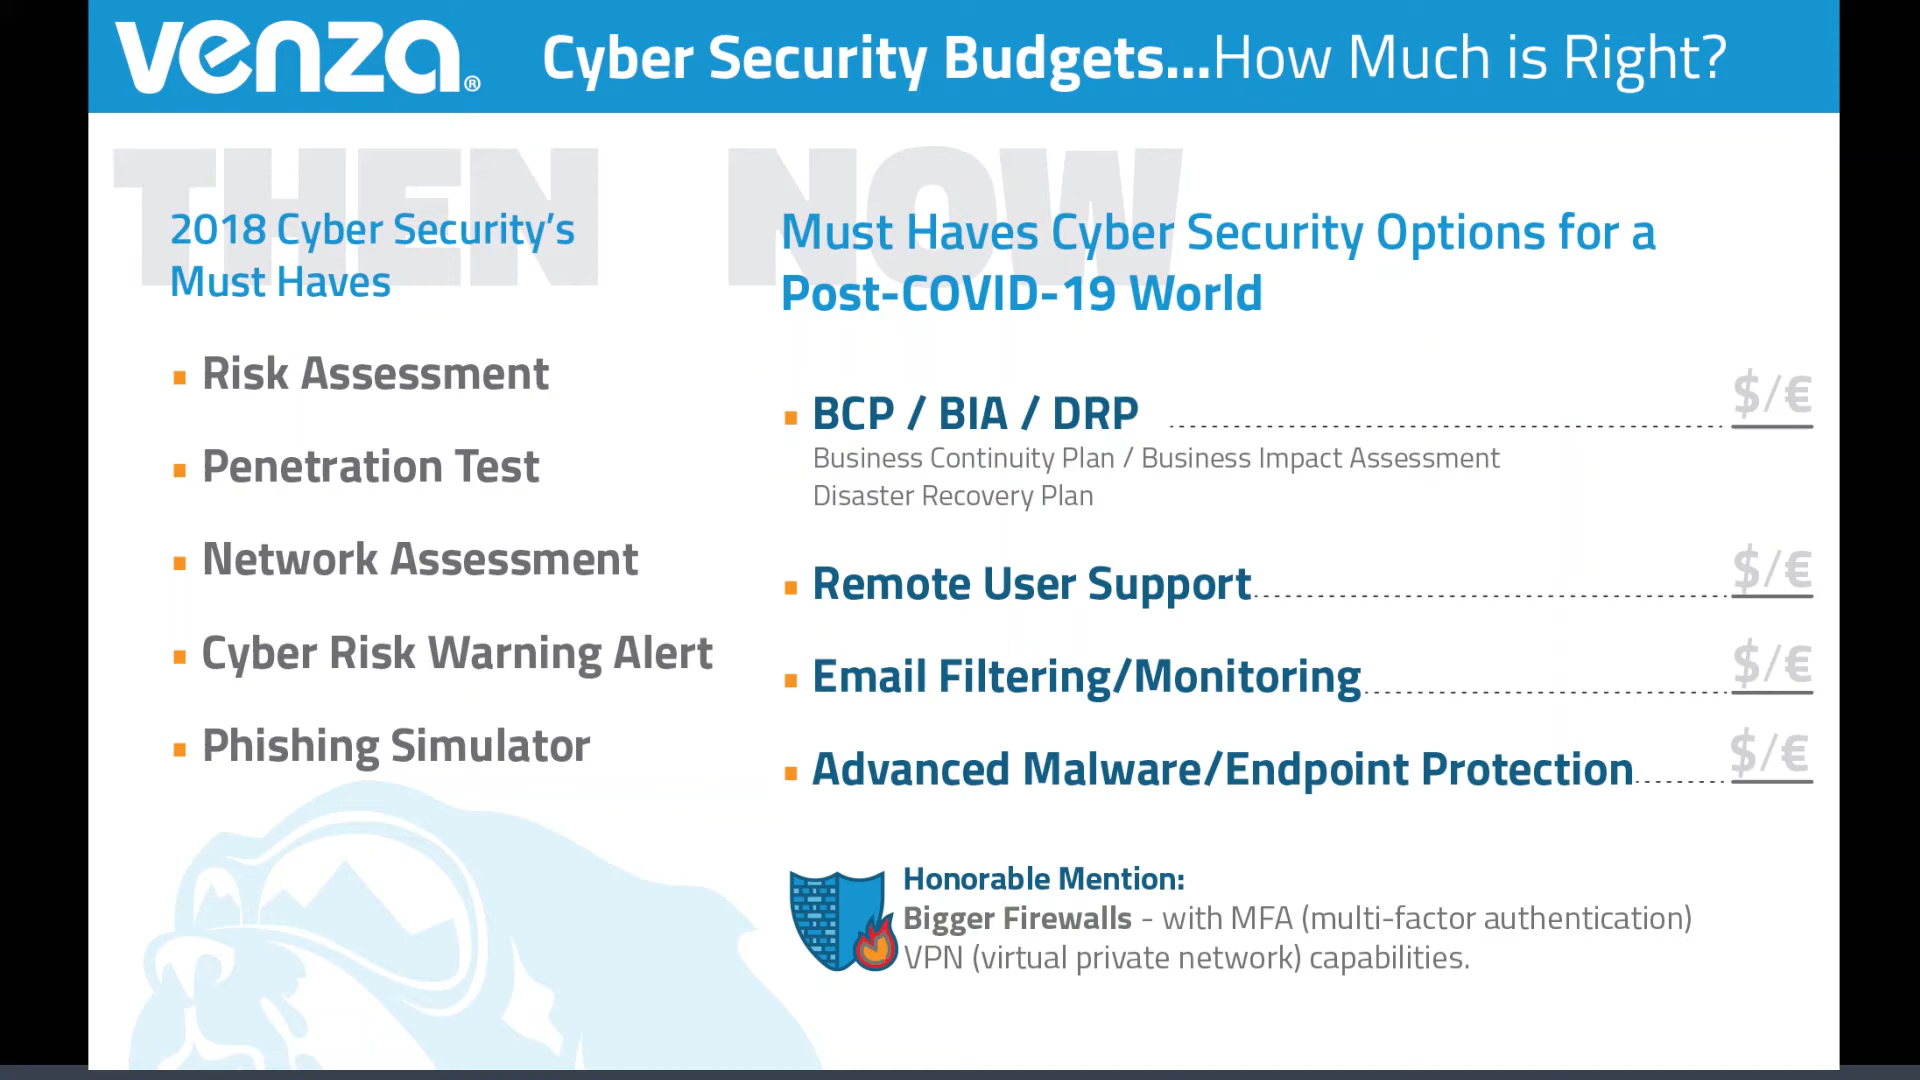 venza®
Cyber Security Budgets...How Much is Right?
THEN
2018 Cyber Security's
Must Haves
▪ Risk Assessment
▪ Penetration Test
▪ Network Assessment
▪ Cyber Risk Warning Alert
▪ Phishing Simulator
NOW
Must Haves Cyber Security Options for a
Post-COVID-19 World
▪ BCP / BIA / DRP $/€
Business Continuity Plan / Business Impact Assessment
Disaster Recovery Plan
▪ Remote User Support $/€
▪ Email Filtering/Monitoring $/€
▪ Advanced Malware/Endpoint Protection $/€
Honorable Mention:
Bigger Firewalls - with MFA (multi-factor authentication)
VPN (virtual private network) capabilities.